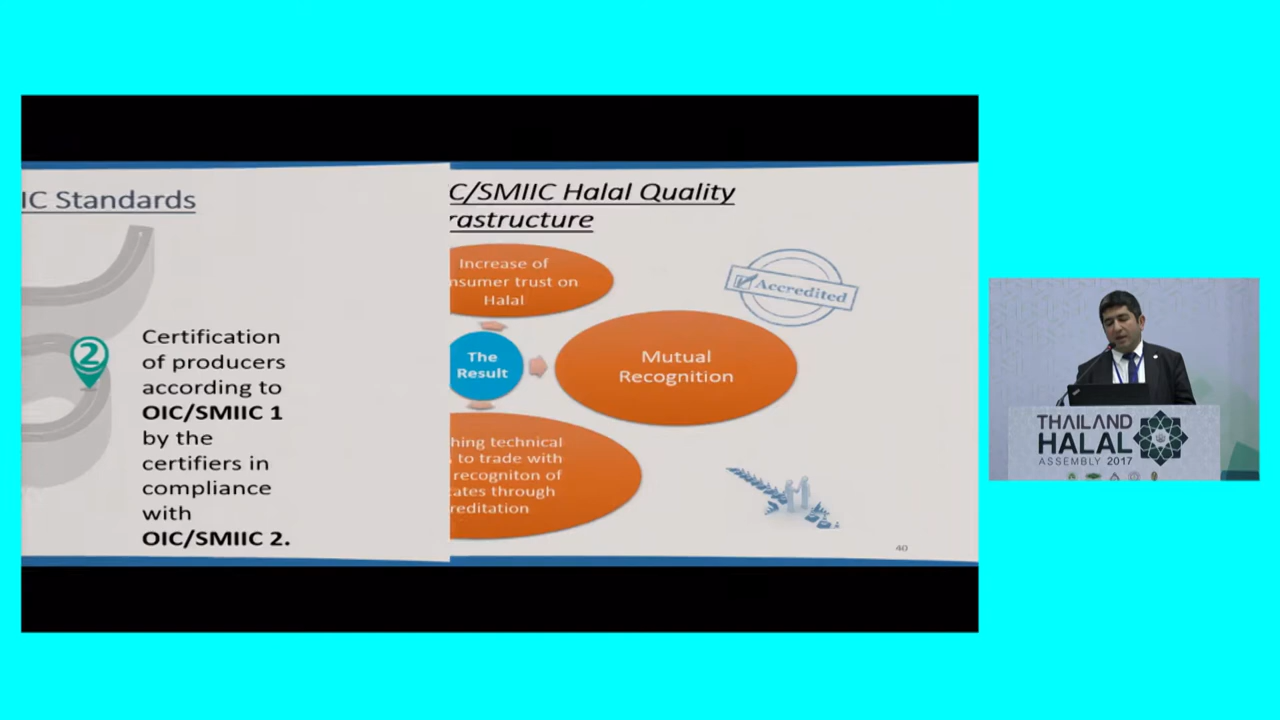 IC Standards
2
Certification
of producers
according to
OIC/SMIIC 1
by the
certifiers in
compliance
with
OIC/SMIIC 2.
C/SMIIC Halal Quality
rastructure
Increase of
nsumer trust on
Halal
The
Result
Mutual
Recognition
hing technical
to trade with
recogniton of
ates through
reditation
Accredited
40
THAILAND
HALAL
ASSEMBLY 2017